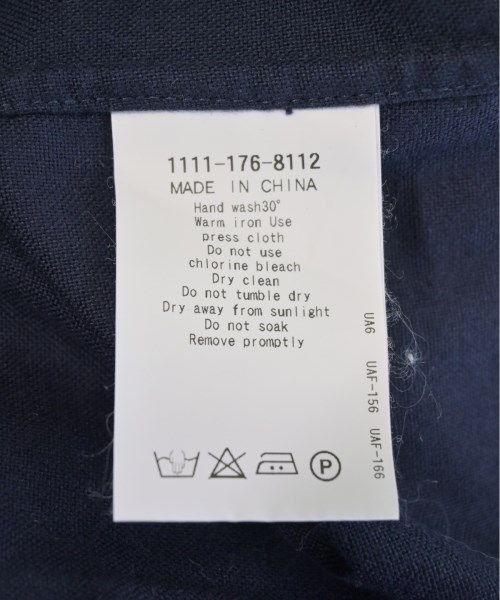 1111-176-8112
MADE IN CHINA
Hand wash30°
Warm iron Use
press cloth
Do not use
chlorine bleach
Dry clean
Do not tumble dry
Dry away from sunlight
Do not soak
Remove promptly
UA6 UAF-156 UAF-166
P